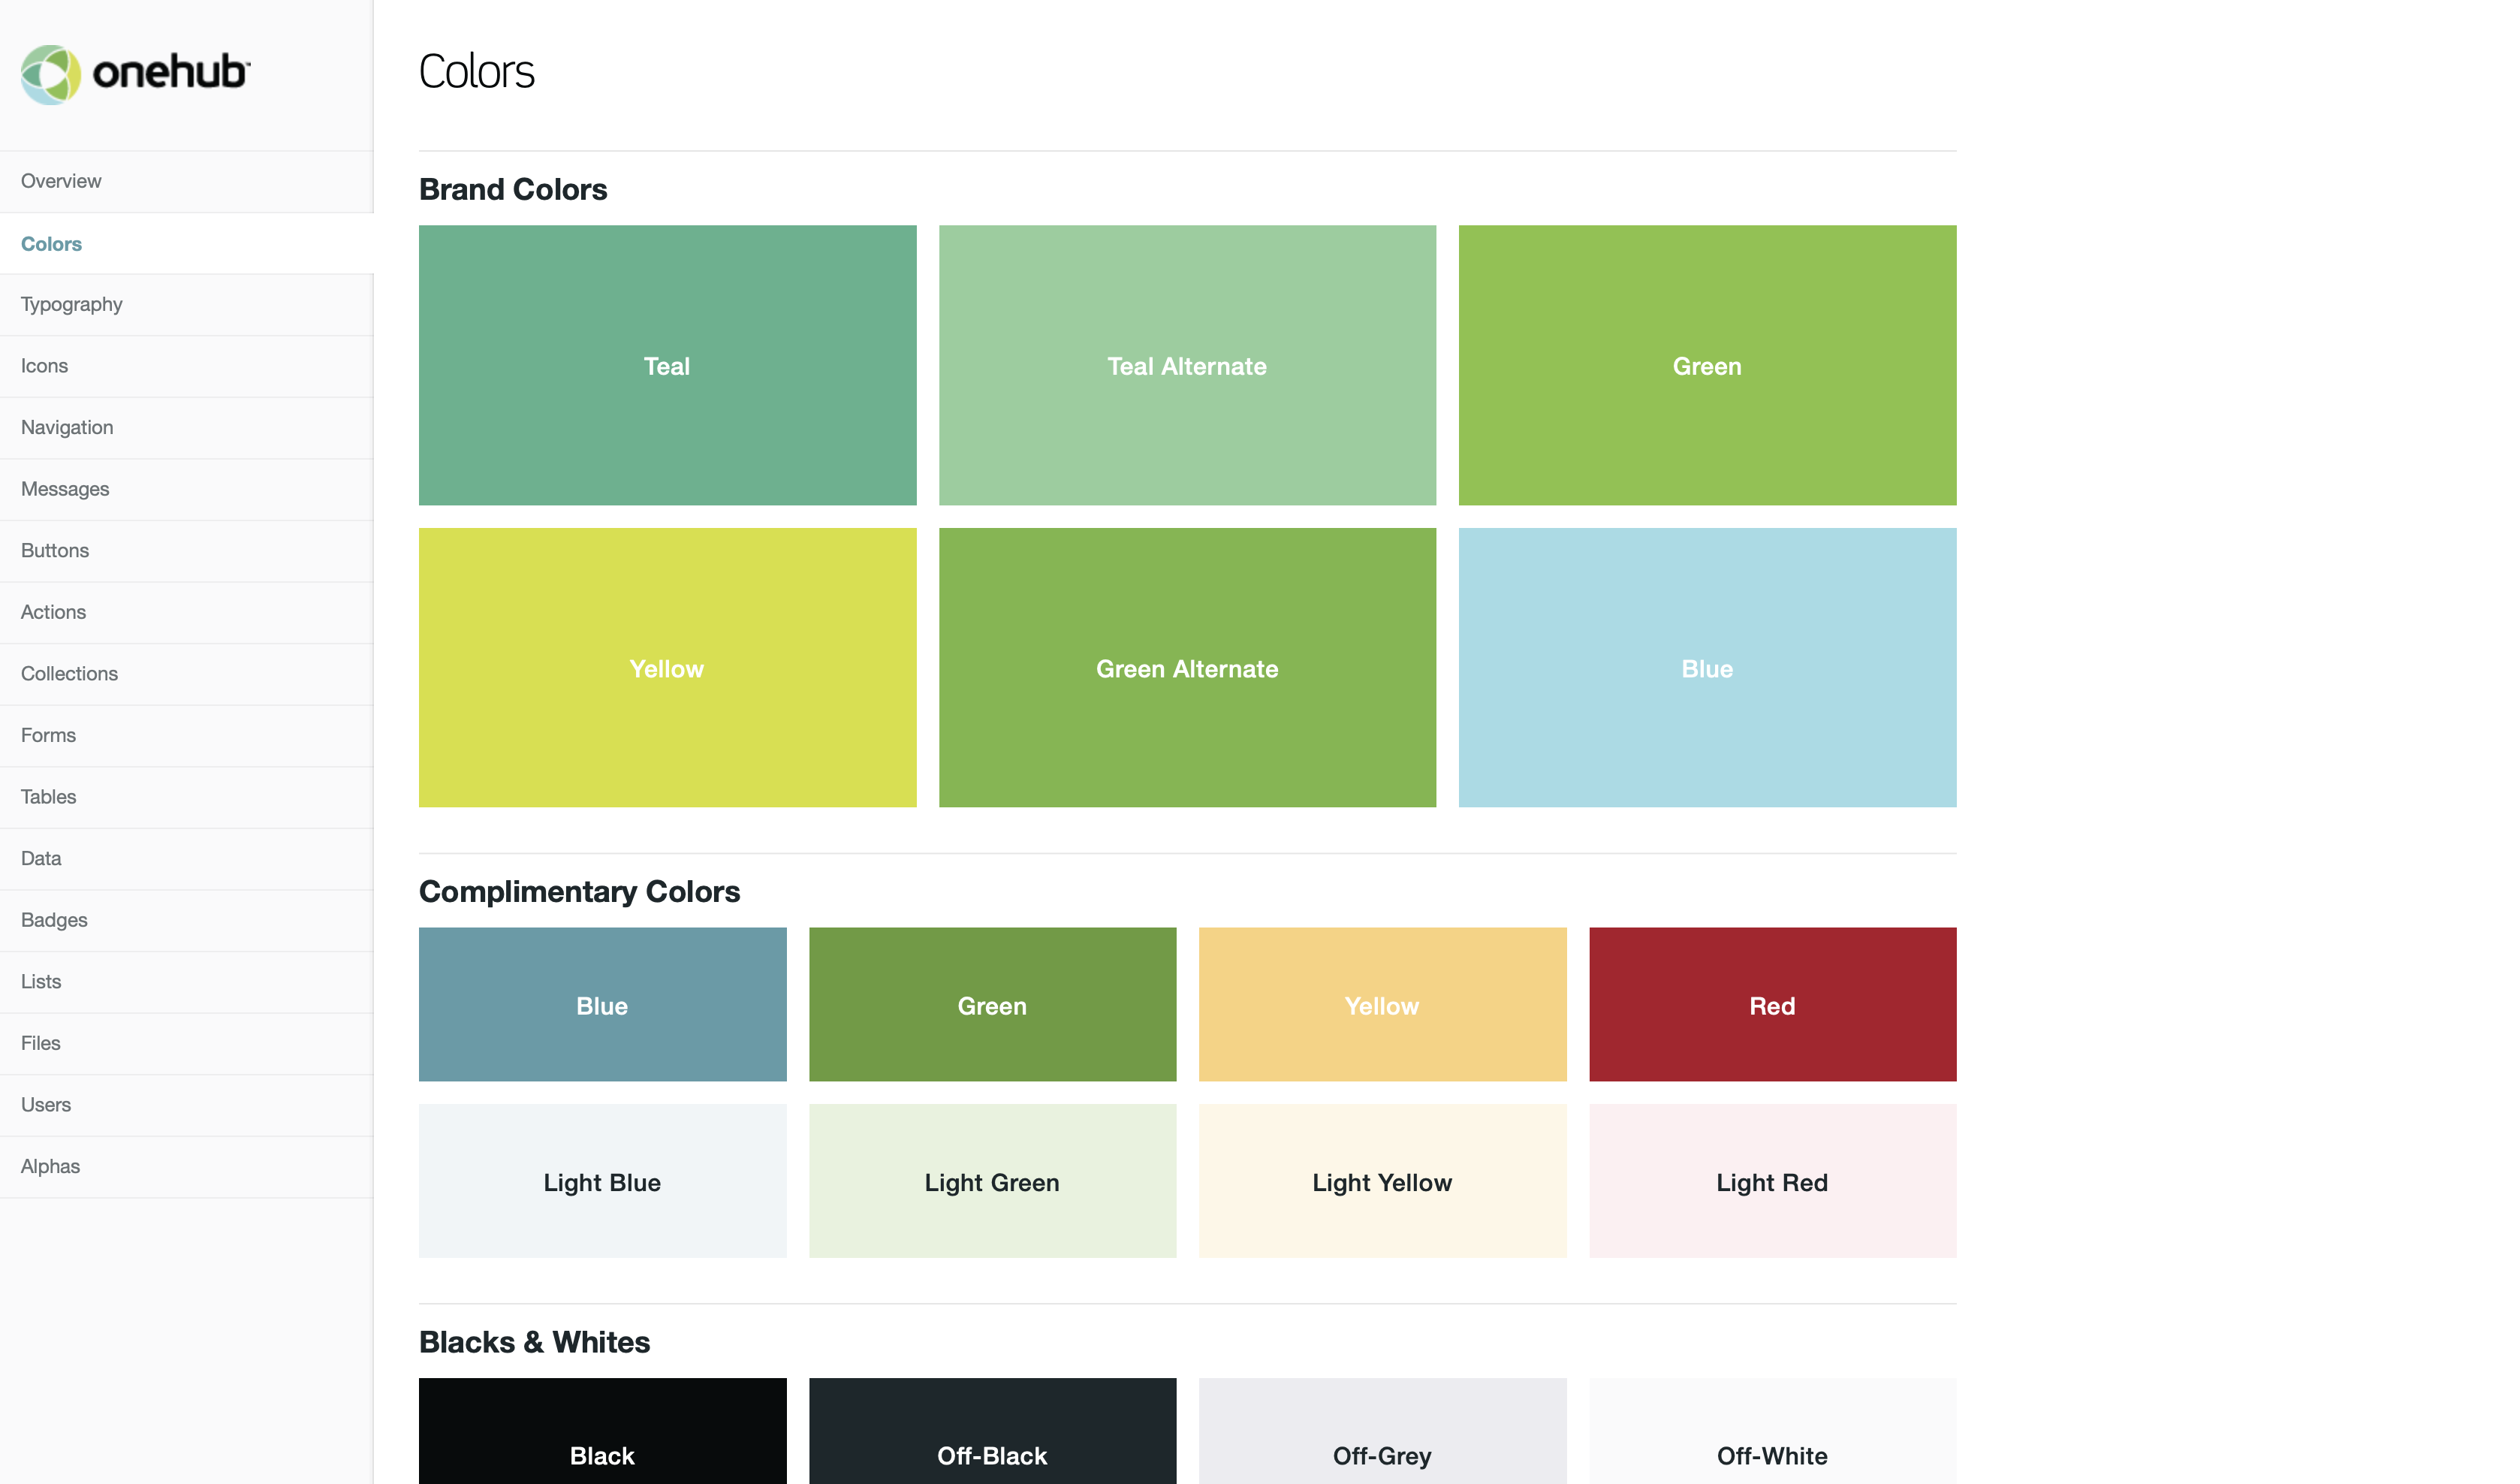 onehub™
Overview
Colors
Typography
Icons
Navigation
Messages
Buttons
Actions
Collections
Forms
Tables
Data
Badges
Lists
Files
Users
Alphas
Colors
Brand Colors
Teal
Teal Alternate
Green
Yellow
Green Alternate
Blue
Complimentary Colors
Blue
Green
Yellow
Red
Light Blue
Light Green
Light Yellow
Light Red
Blacks & Whites
Black
Off-Black
Off-Grey
Off-White